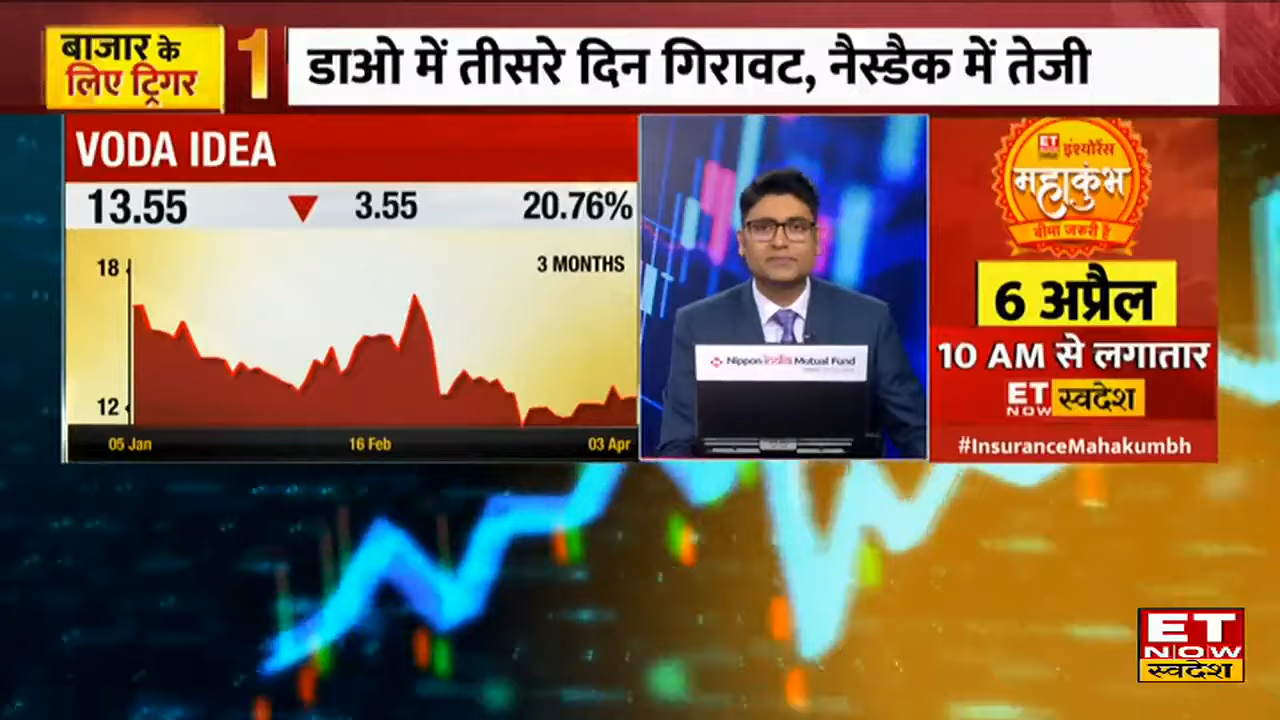 बाजार के
लिए ट्रिगर
1
डाओ में तीसरे दिन गिरावट, नैस्डैक में तेजी
VODA IDEA
13.55
3.55
20.76%
3 MONTHS
18
12
05 Jan
16 Feb
03 Apr
Nippon india Mutual Fund
ET
NOW
इंश्योरेंस
महाकुंभ
बीमा जरूरी है
6 अप्रैल
10 AM से लगातार
ET
NOW
स्वदेश
#InsuranceMahakumbh
ET
NOW
स्वदेश